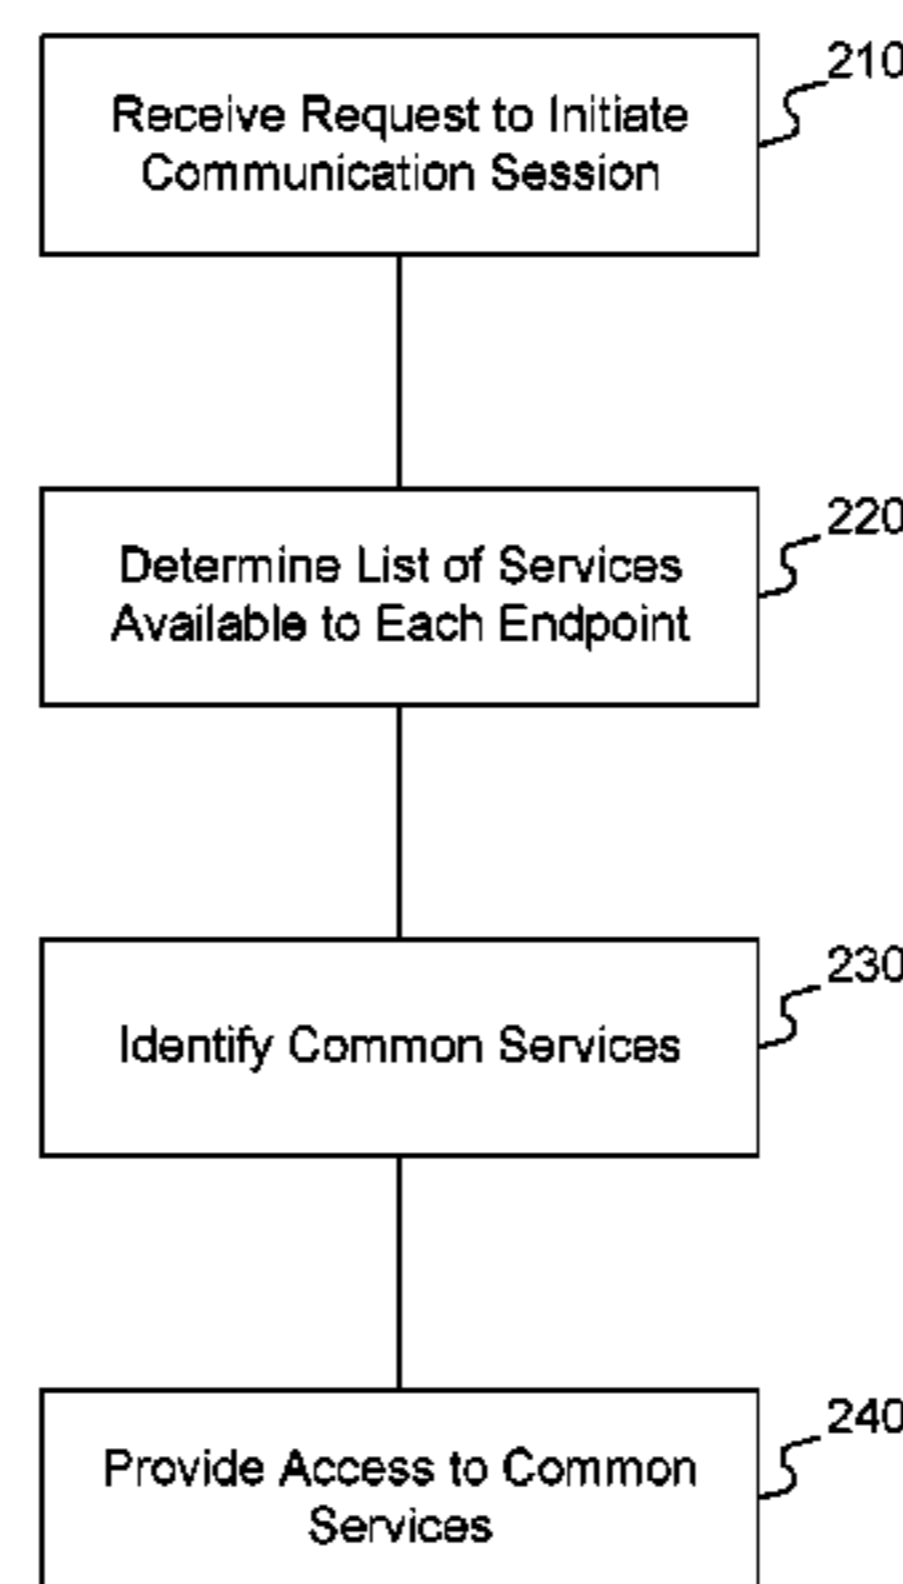 210
Receive Request to Initiate
Communication Session
220
Determine List of Services
Available to Each Endpoint
230
Identify Common Services
240
Provide Access to Common
Services